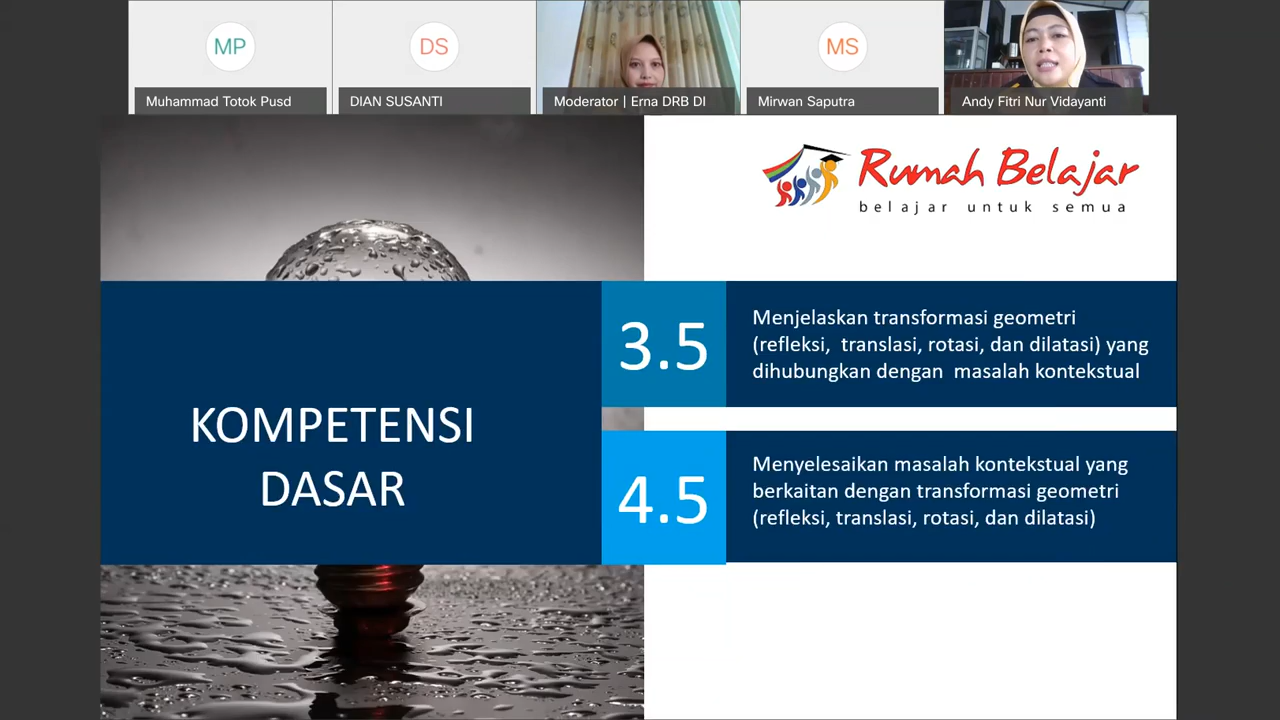 MP
DS
MS
Muhammad Totok Pusd
DIAN SUSANTI
Moderator | Erna DRB DI
Mirwan Saputra
Andy Fitri Nur Vidayanti
Rumah Belajar
belajar untuk semua
KOMPETENSI
DASAR
3.5
Menjelaskan transformasi geometri
(refleksi, translasi, rotasi, dan dilatasi) yang
dihubungkan dengan masalah kontekstual
4.5
Menyelesaikan masalah kontekstual yang
berkaitan dengan transformasi geometri
(refleksi, translasi, rotasi, dan dilatasi)